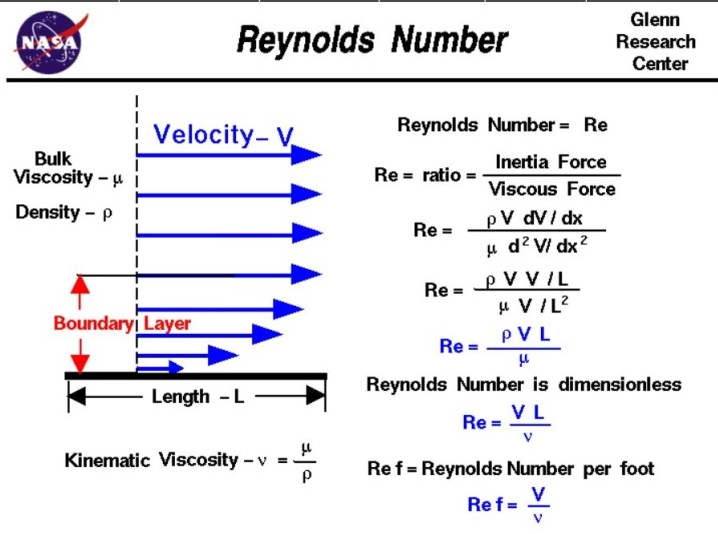 NASA
Reynolds Number
Glenn
Research
Center
Velocity - V
Bulk
Viscosity - μ
Density - ρ
Boundary Layer
Length - L
Kinematic Viscosity - ν = μ / ρ
Reynolds Number = Re
Re = ratio = Inertia Force / Viscous Force
Re = ρ V dV / dx / μ d² V / dx²
Re = ρ V V / L / μ V / L²
Re = ρ V L / μ
Reynolds Number is dimensionless
Re = V L / ν
Re f = Reynolds Number per foot
Re f = V / ν